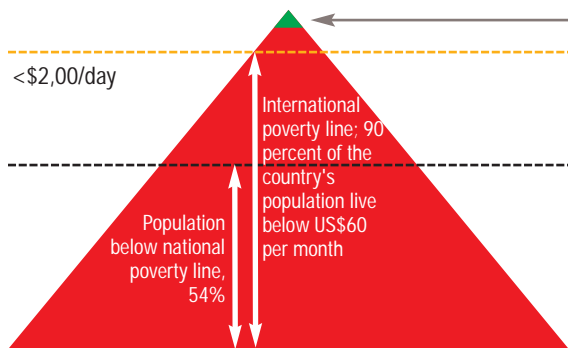 <$2,00/day
International
poverty line; 90
percent of the
country's
population live
below US$60
per month
Population
below national
poverty line,
54%